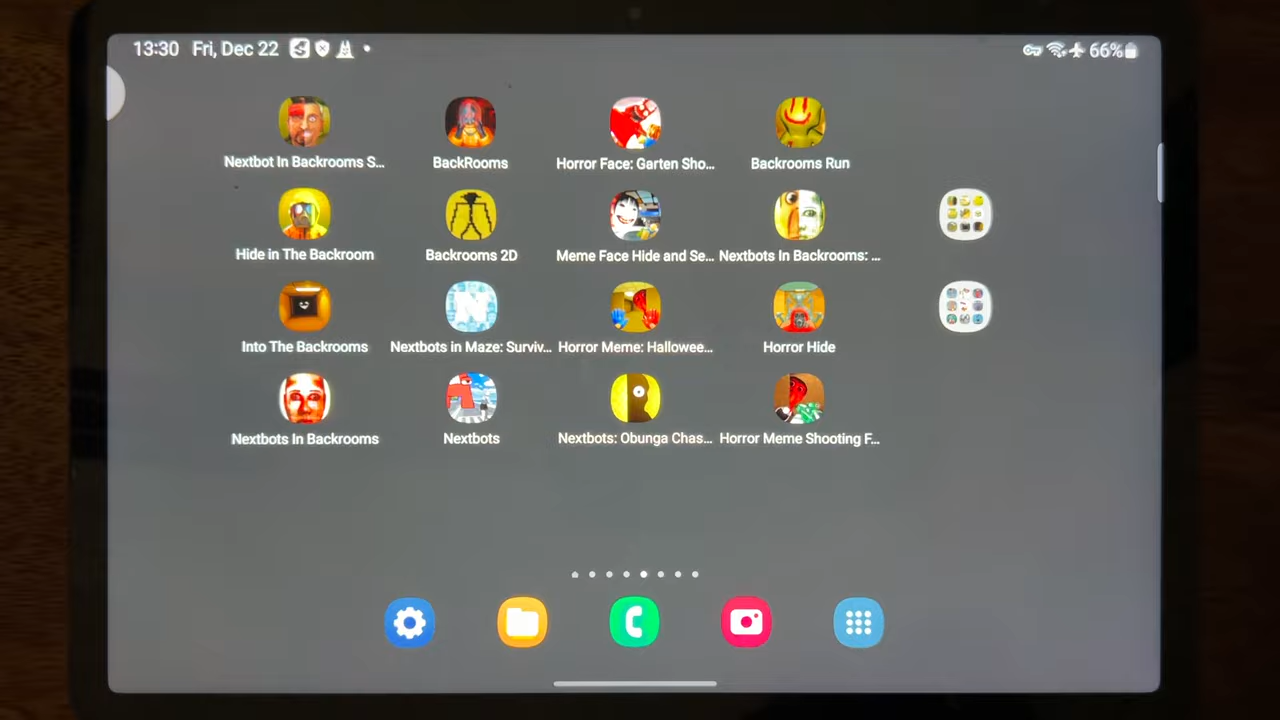 13:30 Fri, Dec 22 66%
Nextbot In Backrooms S... BackRooms Horror Face: Garten Sho... Backrooms Run
Hide in The Backroom Backrooms 2D Meme Face Hide and Se... Nextbots In Backrooms: ...
Into The Backrooms Nextbots in Maze: Surviv... Horror Meme: Hallowee... Horror Hide
Nextbots In Backrooms Nextbots Nextbots: Obunga Chas... Horror Meme Shooting F...